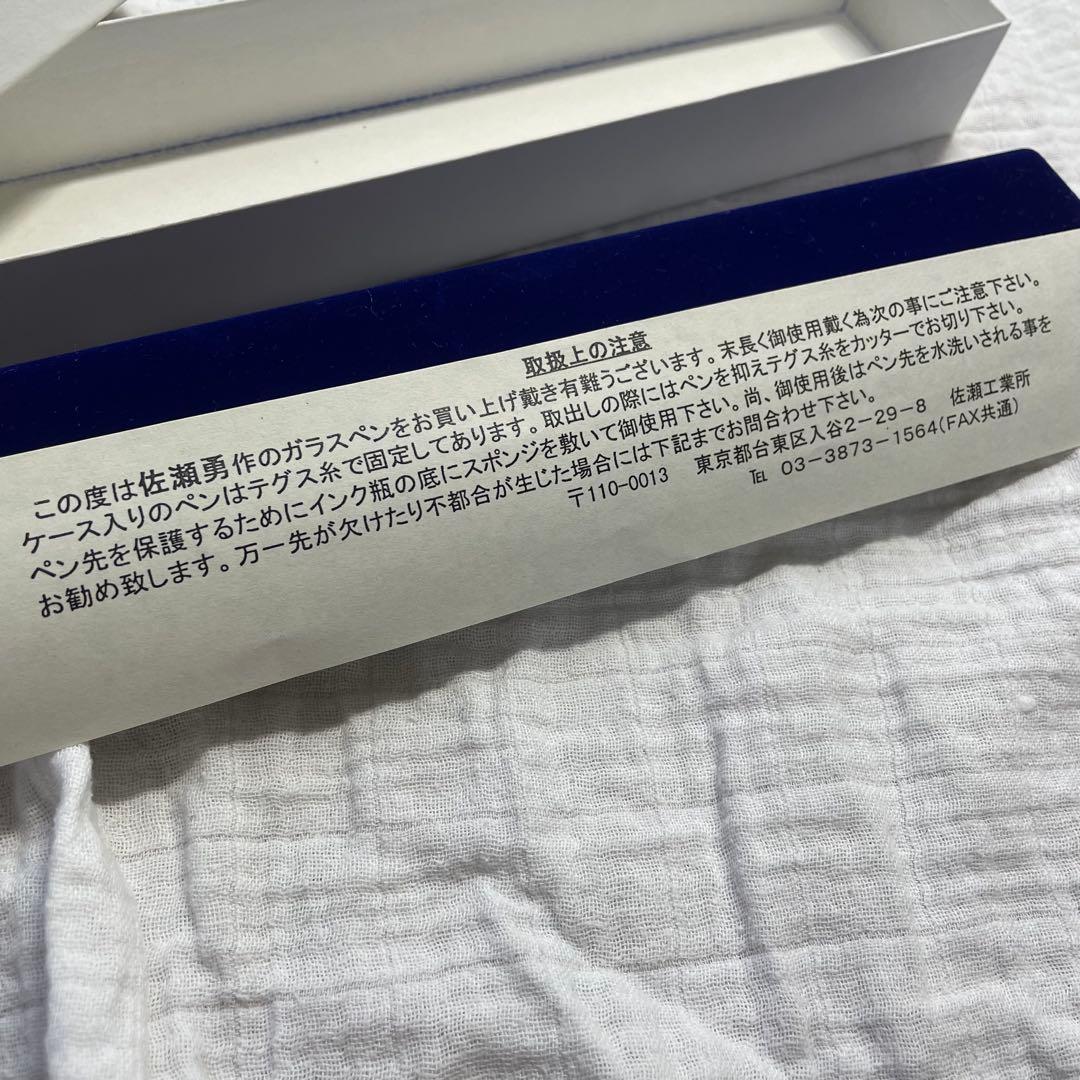 取扱上の注意
この度は佐瀬勇作のガラスペンをお買い上げ戴き有難うございます。末長く御使用戴く為次の事にご注意下さい。
ケース入りのペンはテグス糸で固定してあります。取出しの際にはペンを抑えテグス糸をカッターでお切り下さい。
ペン先を保護するためにインク瓶の底にスポンジを敷いて御使用下さい。尚、御使用後はペン先を水洗いされる事を
お勧め致します。万一先が欠けたり不都合が生じた場合には下記までお問合わせ下さい。
〒110-0013 東京都台東区入谷2-29-8 佐瀬工業所
℡ 03-3873-1564(FAX共通)